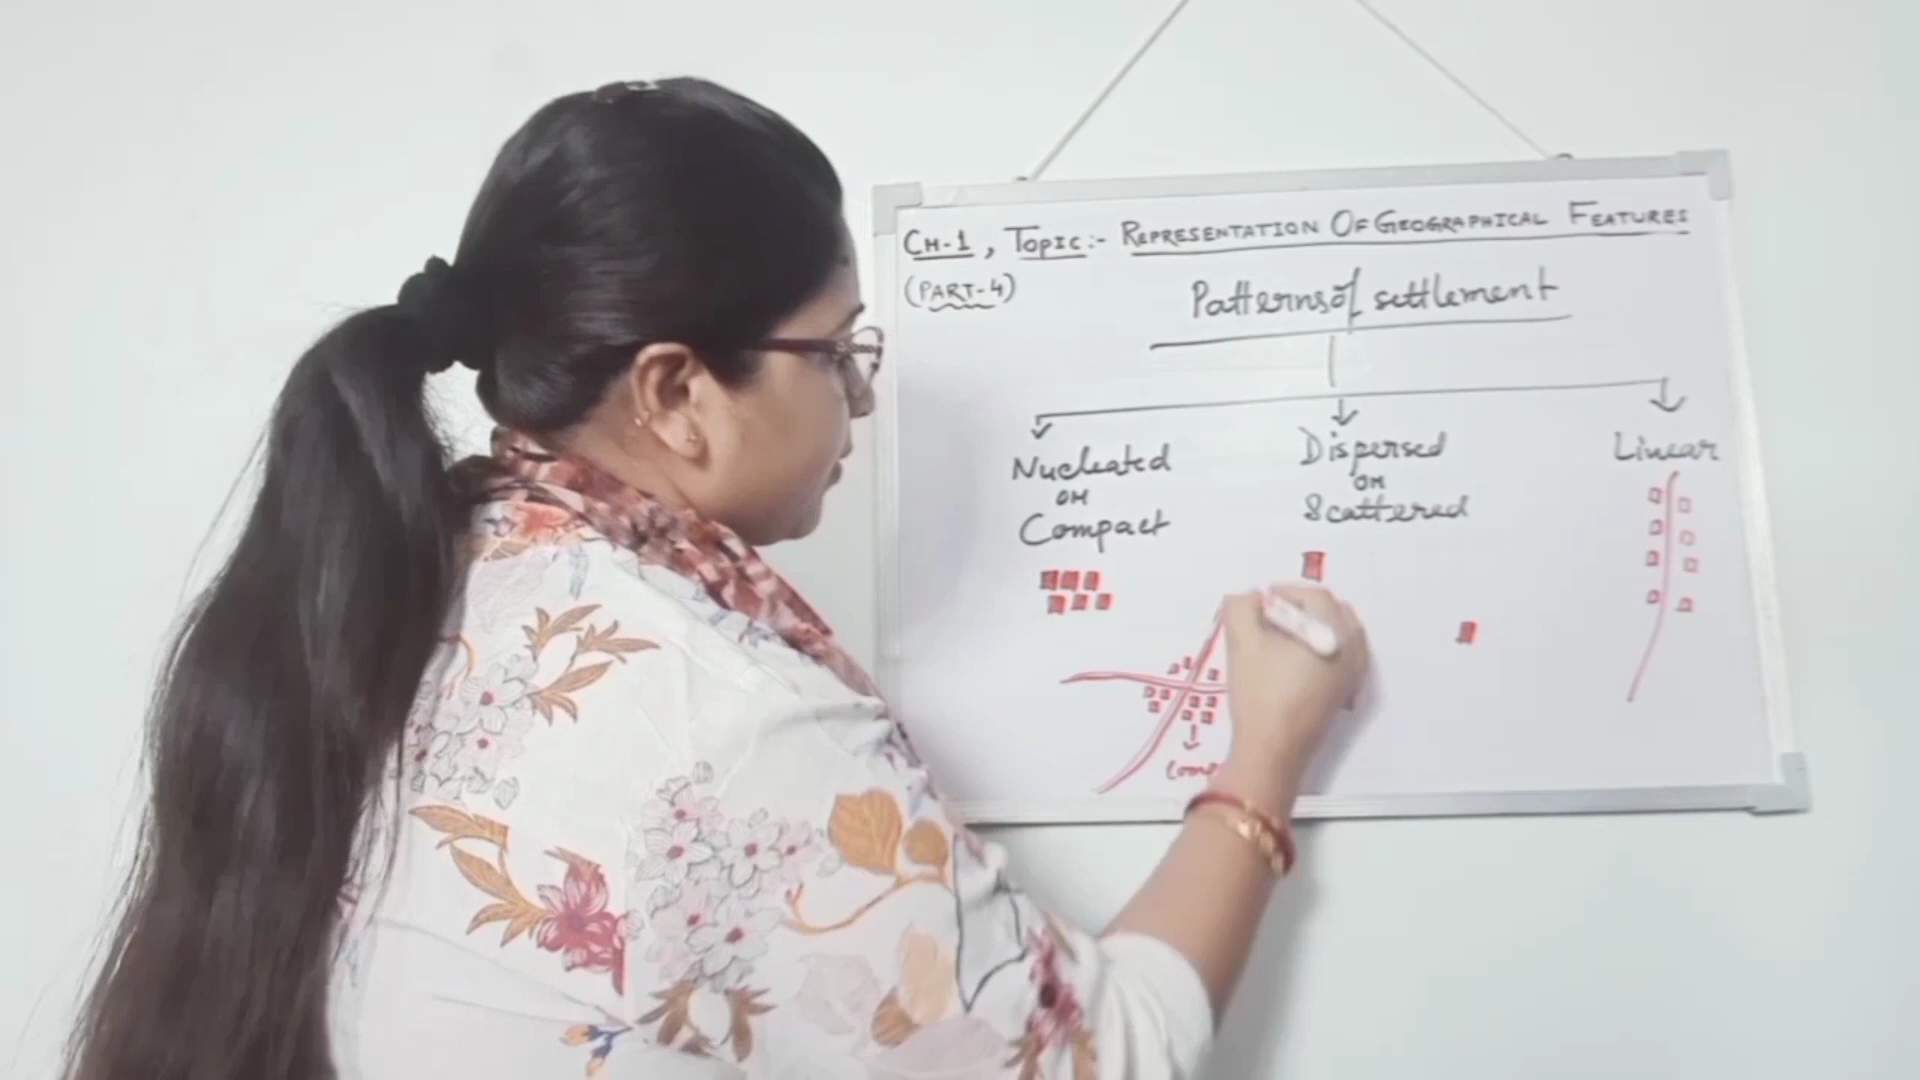 CH-1, TOPIC:- REPRESENTATION OF GEOGRAPHICAL FEATURES
(PART-4)
Patterns of settlement
Nucleated
or
Compact
Dispersed
or
Scattered
Linear